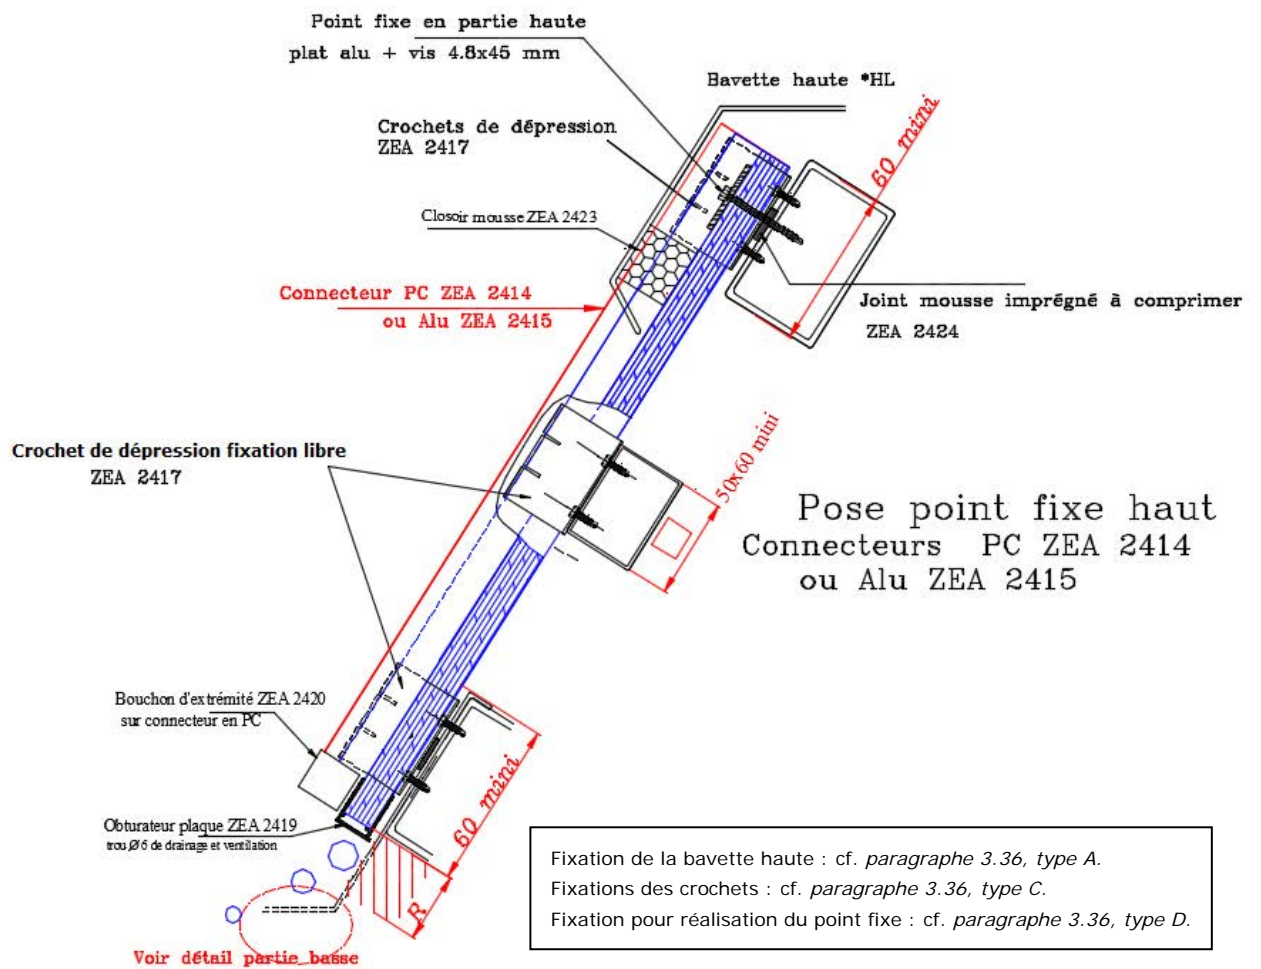 Point fixe en partie haute
plat alu + vis 4.8x45 mm
Bavette haute *HL
60 mini
Crochets de dépression
ZEA 2417
Closoir mousse ZEA 2423
Connecteur PC ZEA 2414
ou Alu ZEA 2415
Joint mousse imprégné à comprimer
ZEA 2424
Crochet de dépression fixation libre
ZEA 2417
50x60 mini
Pose point fixe haut
Connecteurs PC ZEA 2414
ou Alu ZEA 2415
Bouchon d'extrémité ZEA 2420
sur connecteur en PC
60 mini
Obturateur plaque ZEA 2419
trou Ø 6 de drainage et ventilation
R
Voir détail partie basse
Fixation de la bavette haute : cf. paragraphe 3.36, type A.
Fixations des crochets : cf. paragraphe 3.36, type C.
Fixation pour réalisation du point fixe : cf. paragraphe 3.36, type D.